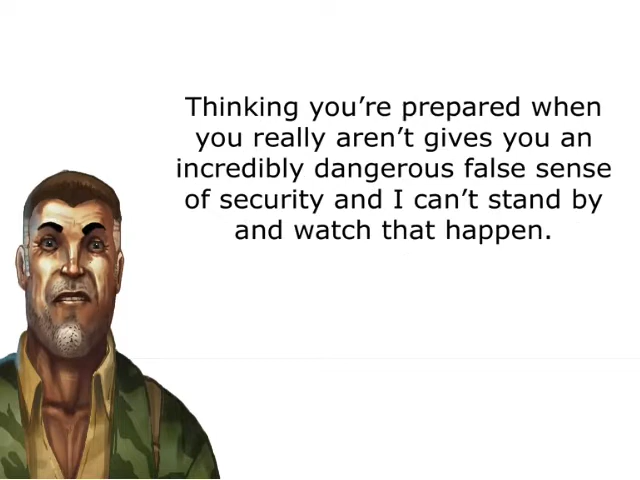 Thinking you’re prepared when
you really aren’t gives you an
incredibly dangerous false sense
of security and I can’t stand by
and watch that happen.